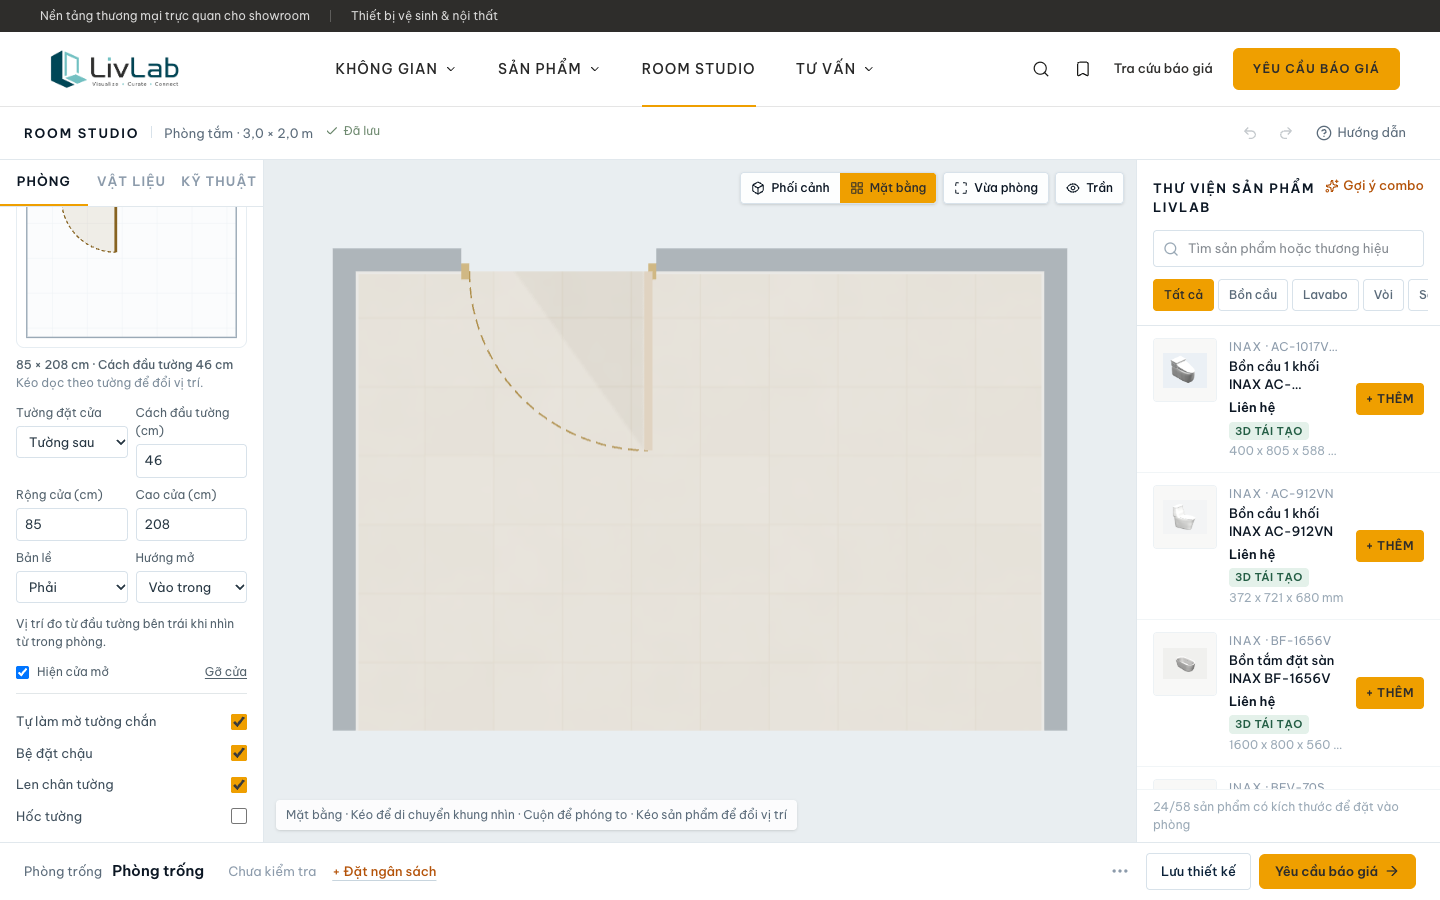 Nền tảng thương mại trực quan cho showroom
Thiết bị vệ sinh & nội thất
LivLab
Visualize • Curate • Connect
KHÔNG GIAN
SẢN PHẨM
ROOM STUDIO
TƯ VẤN
Tra cứu báo giá
YÊU CẦU BÁO GIÁ
ROOM STUDIO
Phòng tắm · 3,0 × 2,0 m
Đã lưu
Hướng dẫn
PHÒNG
VẬT LIỆU
KỸ THUẬT
85 × 208 cm · Cách đầu tường 46 cm
Kéo dọc theo tường để đổi vị trí.
Tường đặt cửa
Cách đầu tường
(cm)
Tường sau
46
Rộng cửa (cm)
Cao cửa (cm)
85
208
Bản lề
Hướng mở
Phải
Vào trong
Vị trí đo từ đầu tường bên trái khi nhìn
từ trong phòng.
Hiện cửa mở
Gỡ cửa
Tự làm mờ tường chắn
Bệ đặt chậu
Len chân tường
Hốc tường
Phối cảnh
Mặt bằng
Vừa phòng
Trần
Mặt bằng · Kéo để di chuyển khung nhìn · Cuộn để phóng to · Kéo sản phẩm để đổi vị trí
THƯ VIỆN SẢN PHẨM
LIVLAB
Gợi ý combo
Tìm sản phẩm hoặc thương hiệu
Tất cả
Bồn cầu
Lavabo
Vòi
INAX · AC-1017V...
Bồn cầu 1 khối
INAX AC-...
Liên hệ
3D TÁI TẠO
400 x 805 x 588 ...
+ THÊM
INAX · AC-912VN
Bồn cầu 1 khối
INAX AC-912VN
Liên hệ
3D TÁI TẠO
372 x 721 x 680 mm
+ THÊM
INAX · BF-1656V
Bồn tắm đặt sàn
INAX BF-1656V
Liên hệ
3D TÁI TẠO
1600 x 800 x 560 ...
+ THÊM
INAX · BFV-70S
24/58 sản phẩm có kích thước để đặt vào
phòng
Phòng trống
Phòng trống
Chưa kiểm tra
+ Đặt ngân sách
Lưu thiết kế
Yêu cầu báo giá